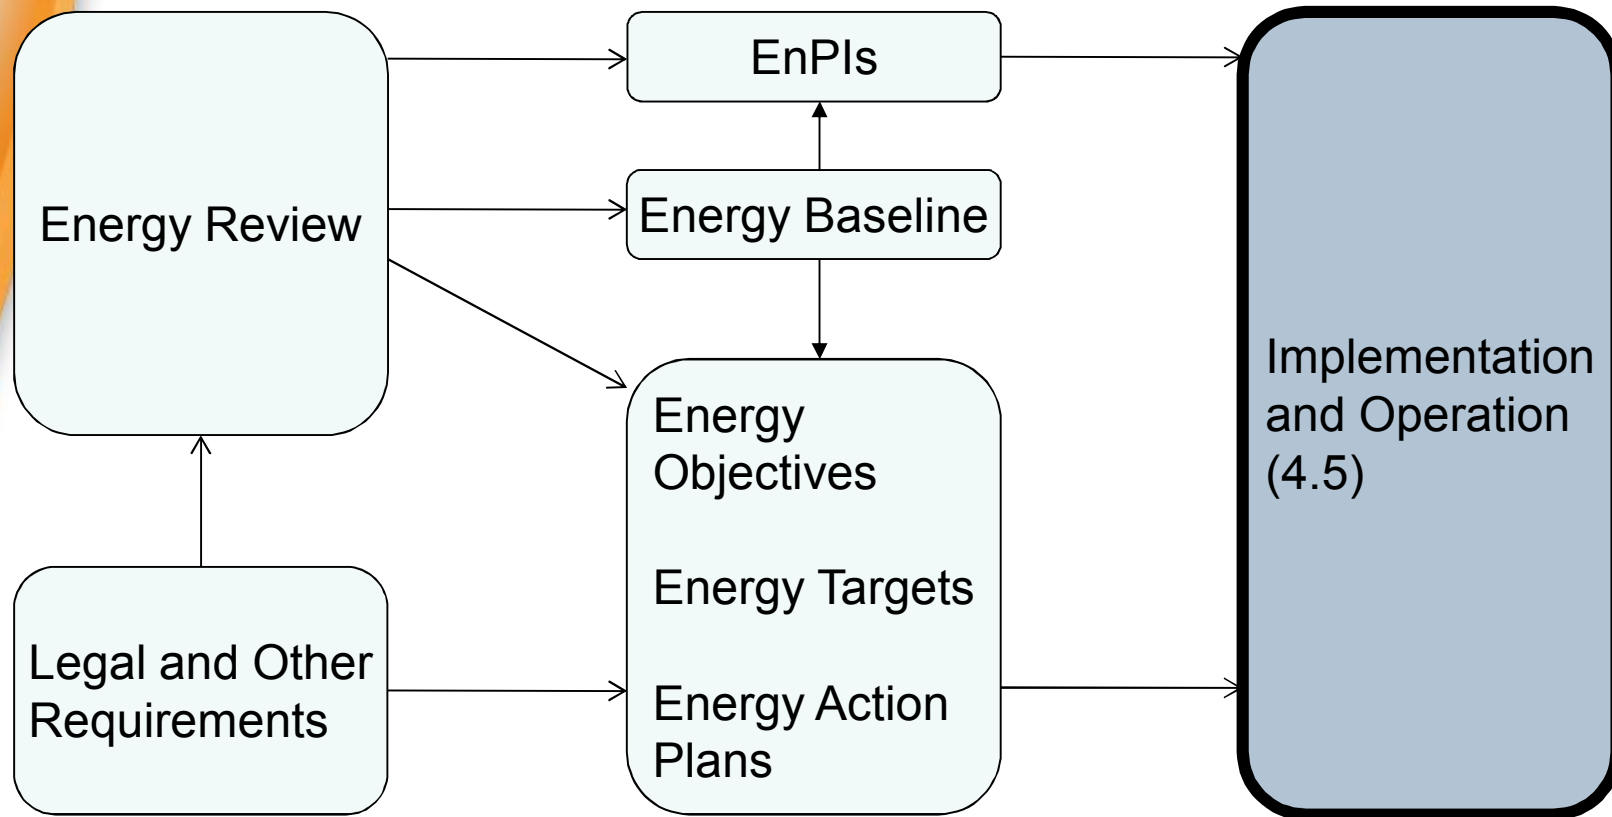 EnPIs
Energy Review
Energy Baseline
Energy
Objectives
Energy Targets
Energy Action
Plans
Legal and Other
Requirements
Implementation
and Operation
(4.5)